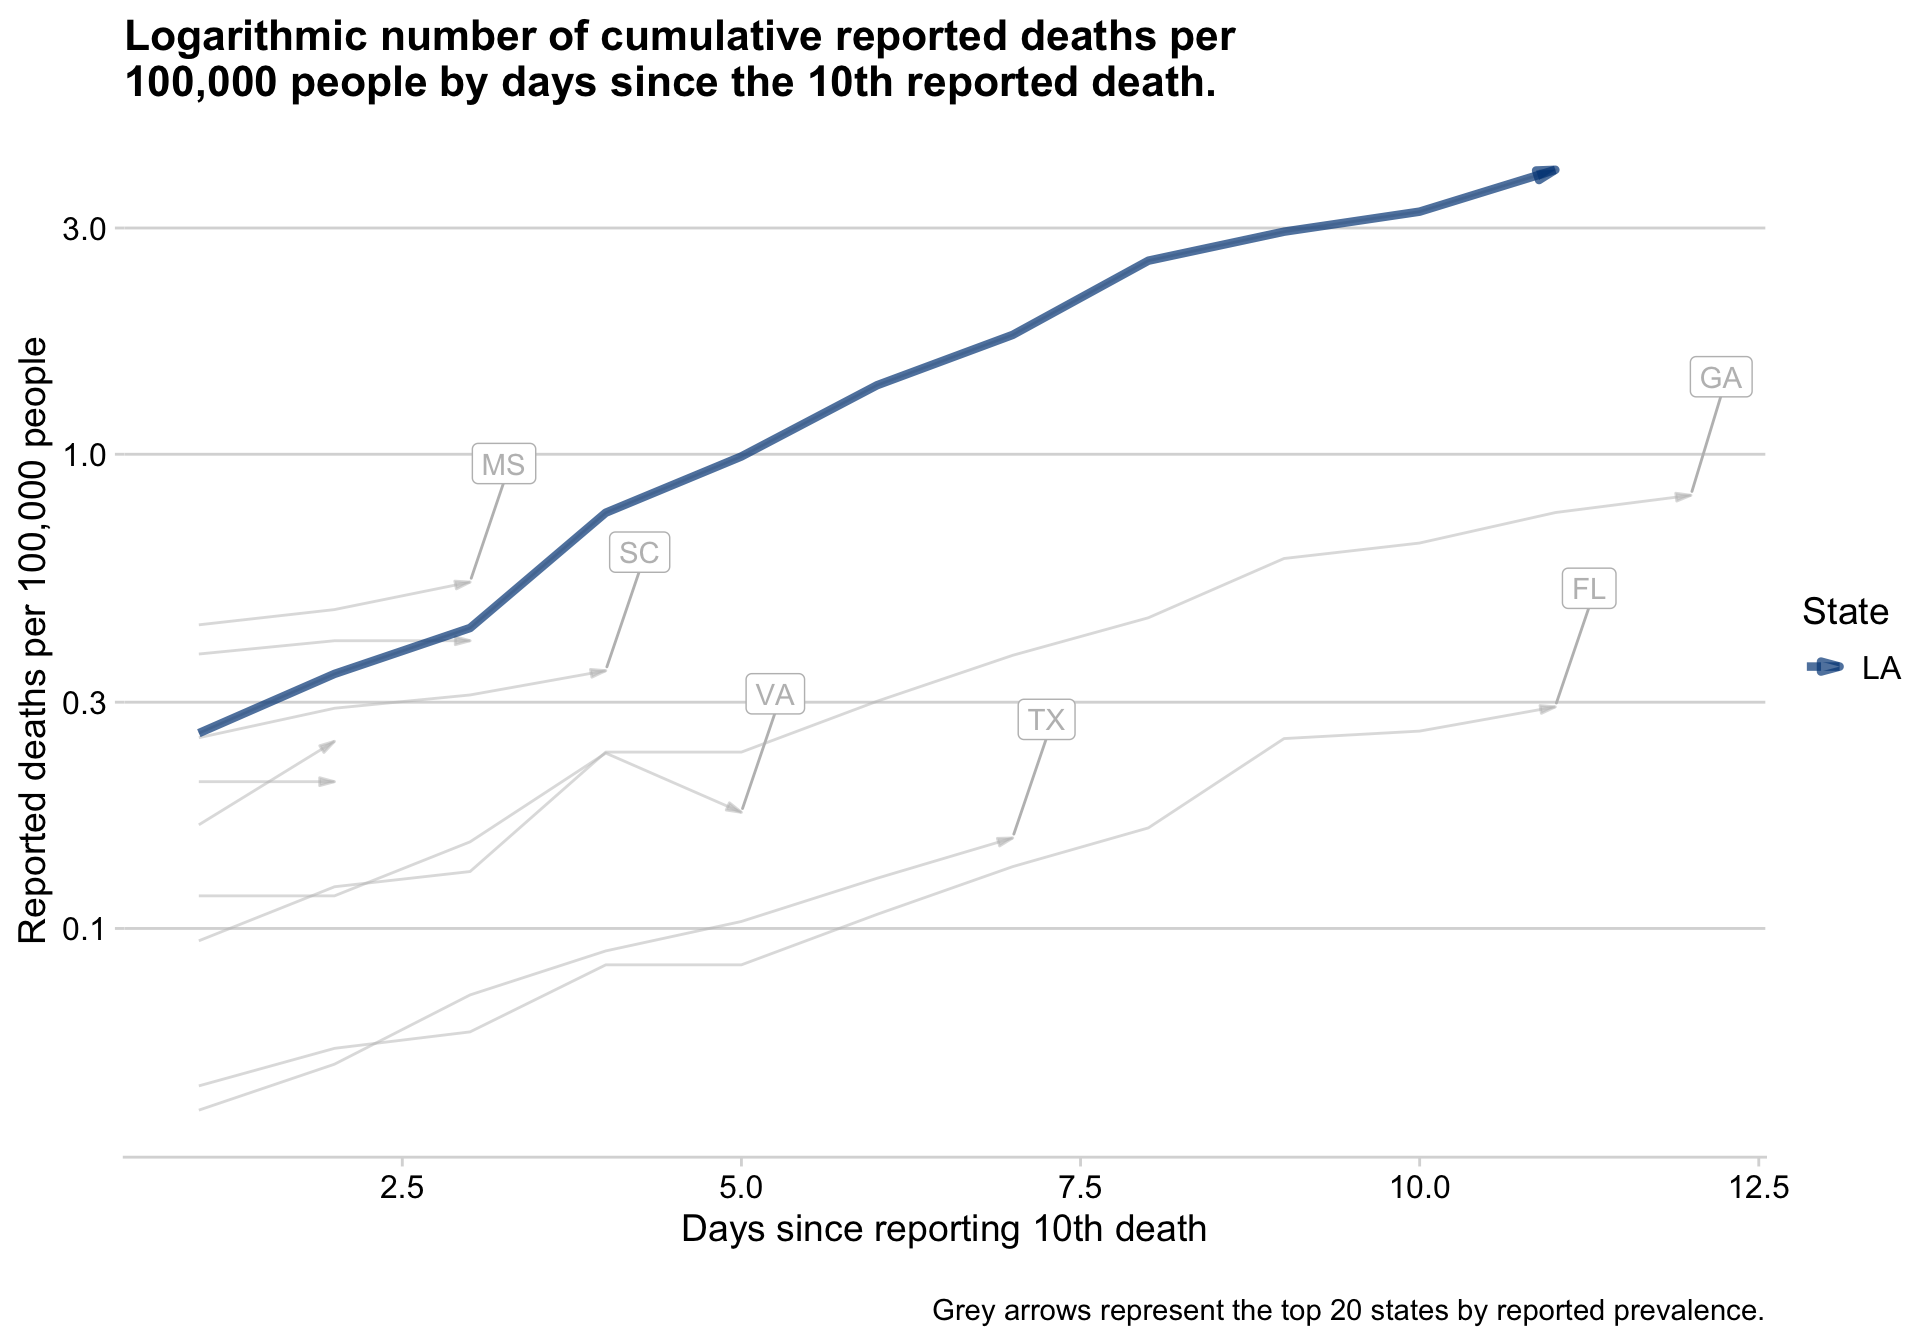 Logarithmic number of cumulative reported deaths per
100,000 people by days since the 10th reported death.
Reported deaths per 100,000 people
3.0
1.0
0.3
0.1
MS
SC
VA
TX
GA
FL
State
LA
2.5
5.0
7.5
10.0
12.5
Days since reporting 10th death
Grey arrows represent the top 20 states by reported prevalence.